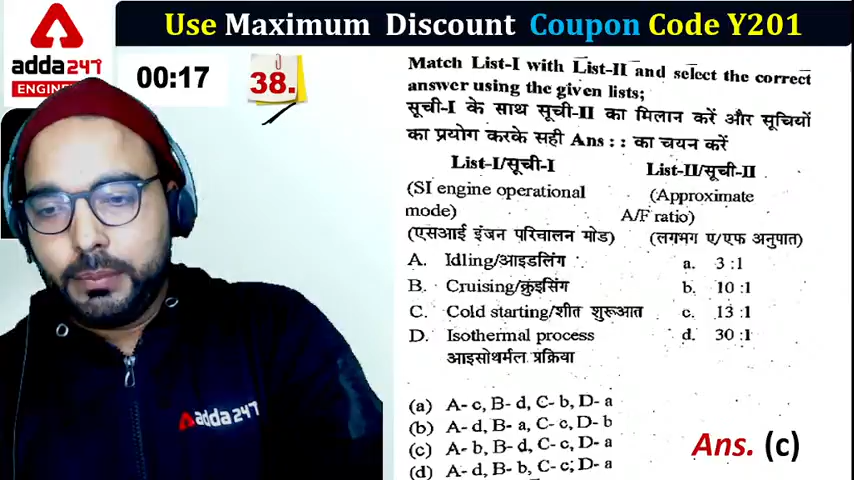 Use Maximum Discount Coupon Code Y201
adda247
ENGINE
00:17
38.
Match List-I with List-II and select the correct
answer using the given lists;
सूची-I के साथ सूची-II का मिलान करें और सूचियों
का प्रयोग करके सही Ans : : का चयन करें
List-I/सूची-I List-II/सूची-II
(SI engine operational (Approximate
mode) A/F ratio)
(एसआई इंजन परिचालन मोड) (लगभग ए/एफ अनुपात)
A. Idling/आइडलिंग a. 3 :1
B. Cruising/क्रुइसिंग b. 10 :1
C. Cold starting/शीत शुरूआत c. 13 :1
D. Isothermal process d. 30 :1
आइसोथर्मल प्रक्रिया
(a) A- c, B- d, C- b, D- a
(b) A- d, B- a, C- c, D- b
(c) A- b, B- d, C- c, D- a
(d) A- d, B- b, C- c; D- a
Ans. (c)
adda247